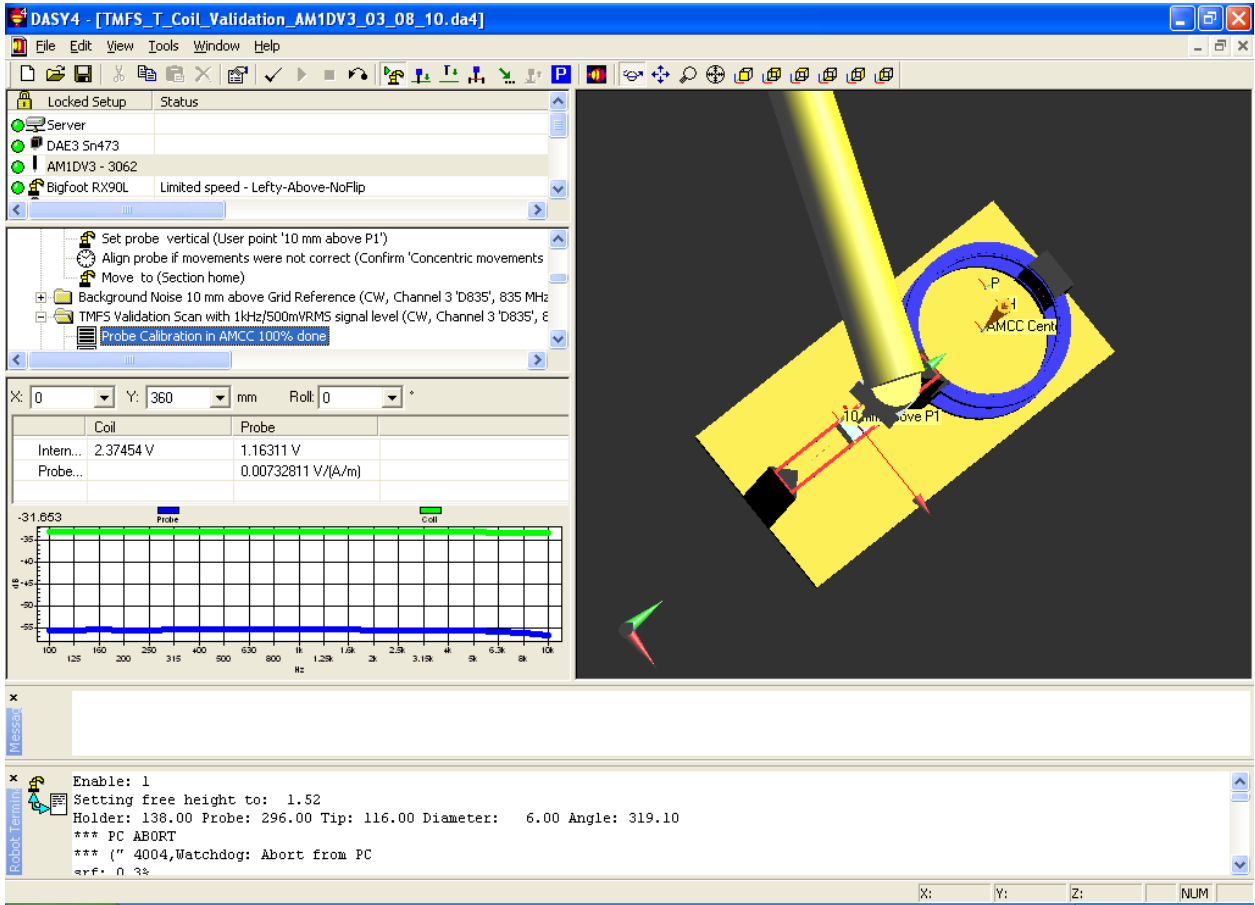 DASY4 - [TMFS_T_Coil_Validation_AM1DV3_03_08_10.da4]
File Edit View Tools Window Help
P
Locked Setup Status
Server
DAE3 Sn473
AM1DV3 - 3062
Bigfoot RX90L Limited speed - Lefty-Above-NoFlip
Set probe vertical (User point '10 mm above P1')
Align probe if movements were not correct (Confirm 'Concentric movements
Move to (Section home)
Background Noise 10 mm above Grid Reference (CW, Channel 3 'D835', 835 MHz
TMFS Validation Scan with 1kHz/500mVRMS signal level (CW, Channel 3 'D835', 8
Probe Calibration in AMCC 100% done
X: 0 Y: 360 mm Roll: 0 °
Coil Probe
Intern... 2.37454 V 1.16311 V
Probe... 0.00732811 V/(A/m)
-31.653
Probe Coil
-35
-40
dB -45
-50
-55
100 160 250 400 630 1k 1.6k 2.5k 4k 6.3k 10k
125 200 315 500 800 1.25k 2k 3.15k 5k 8k
Hz
P
H
AMCC Cent
10 mm above P1
Messag
Robot Termin
Enable: 1
Setting free height to: 1.52
Holder: 138.00 Probe: 296.00 Tip: 116.00 Diameter: 6.00 Angle: 319.10
*** PC ABORT
*** (" 4004,Watchdog: Abort from PC
X: Y: Z: NUM